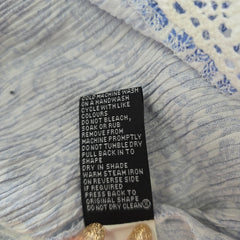 COLD MACHINE WASH
ON A HANDWASH
CYCLE WITH LIKE
COLOURS
DO NOT BLEACH,
SOAK OR RUB
REMOVE FROM
MACHINE PROMPTLY
DO NOT TUMBLE DRY
PULL BACK IN TO
SHAPE
DRY IN SHADE
WARM STEAM IRON
ON REVERSE SIDE
IF REQUIRED
PRESS BACK TO
ORIGINAL SHAPE
DO NOT DRY CLEAN